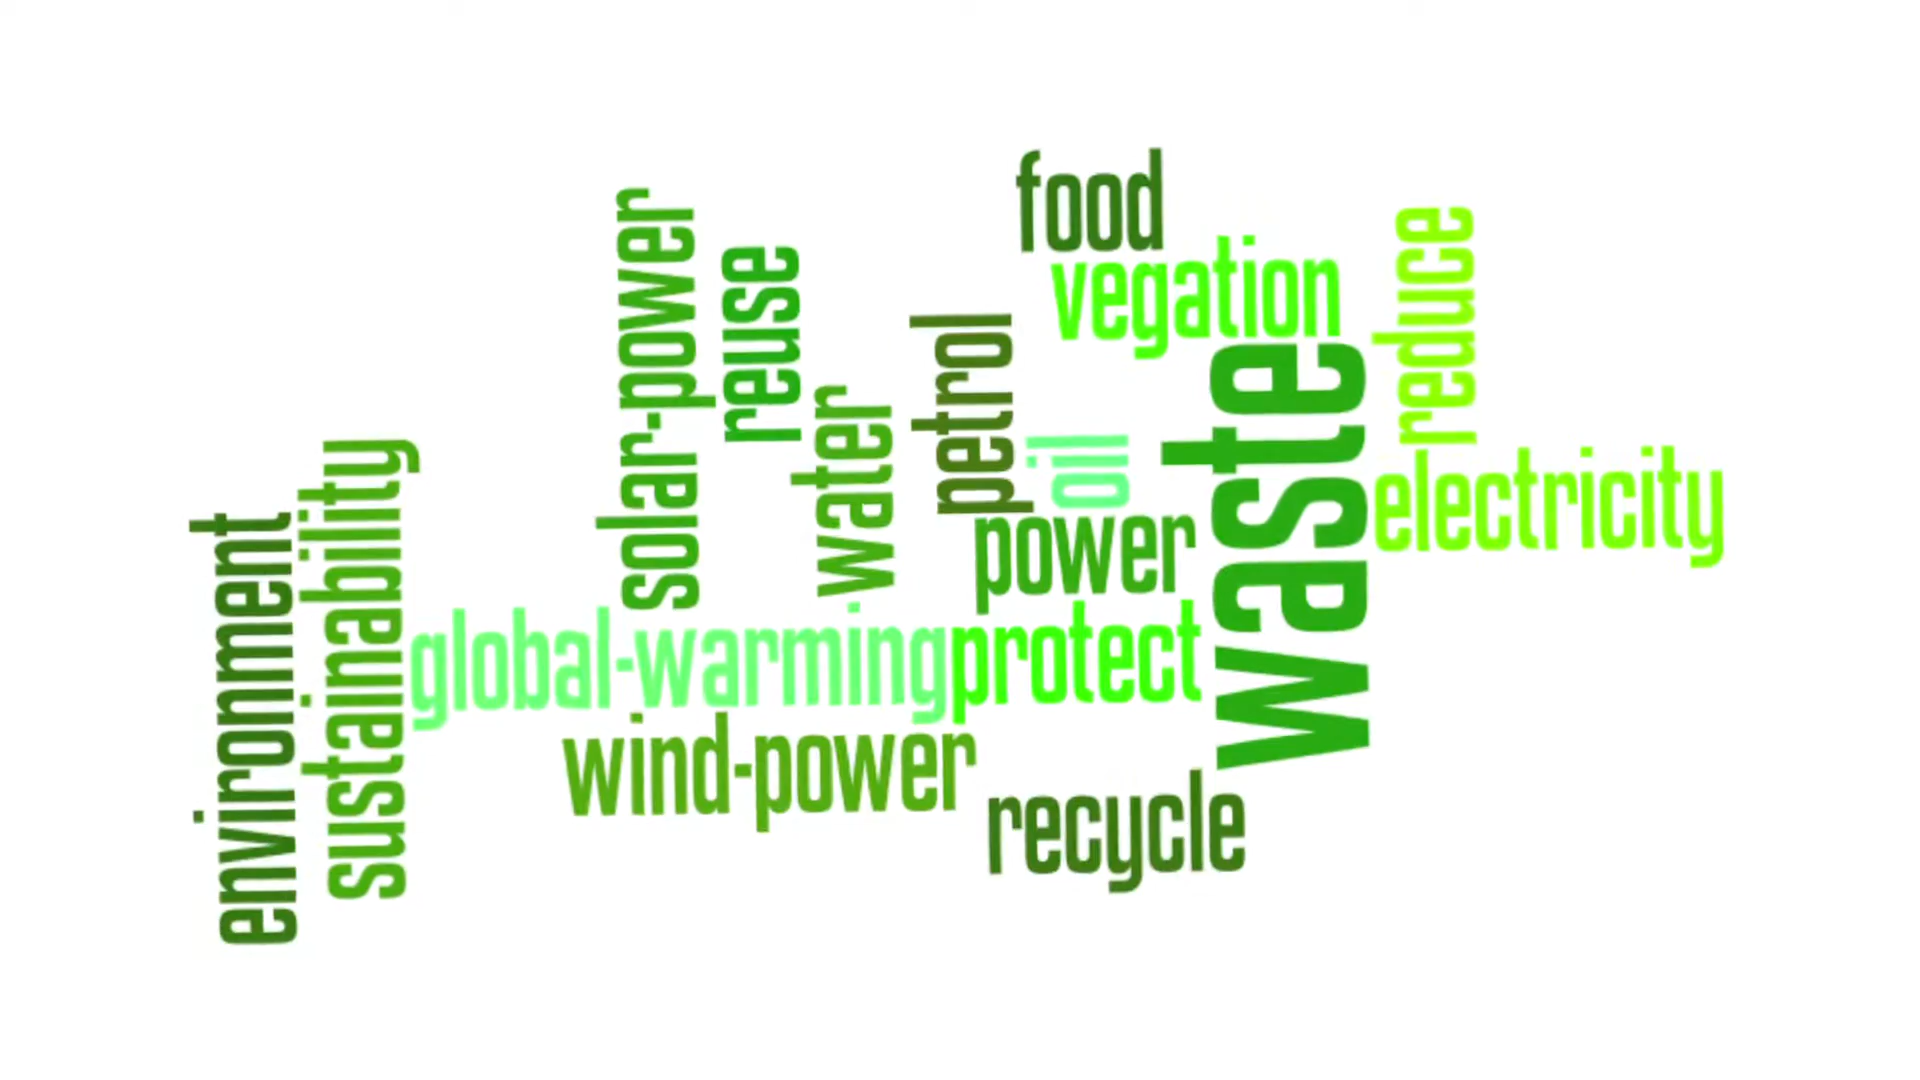 environment
sustainability
solar-power
reuse
water
petrol
food
vegation
oil
power
waste
reduce
electricity
global-warming
protect
wind-power
recycle